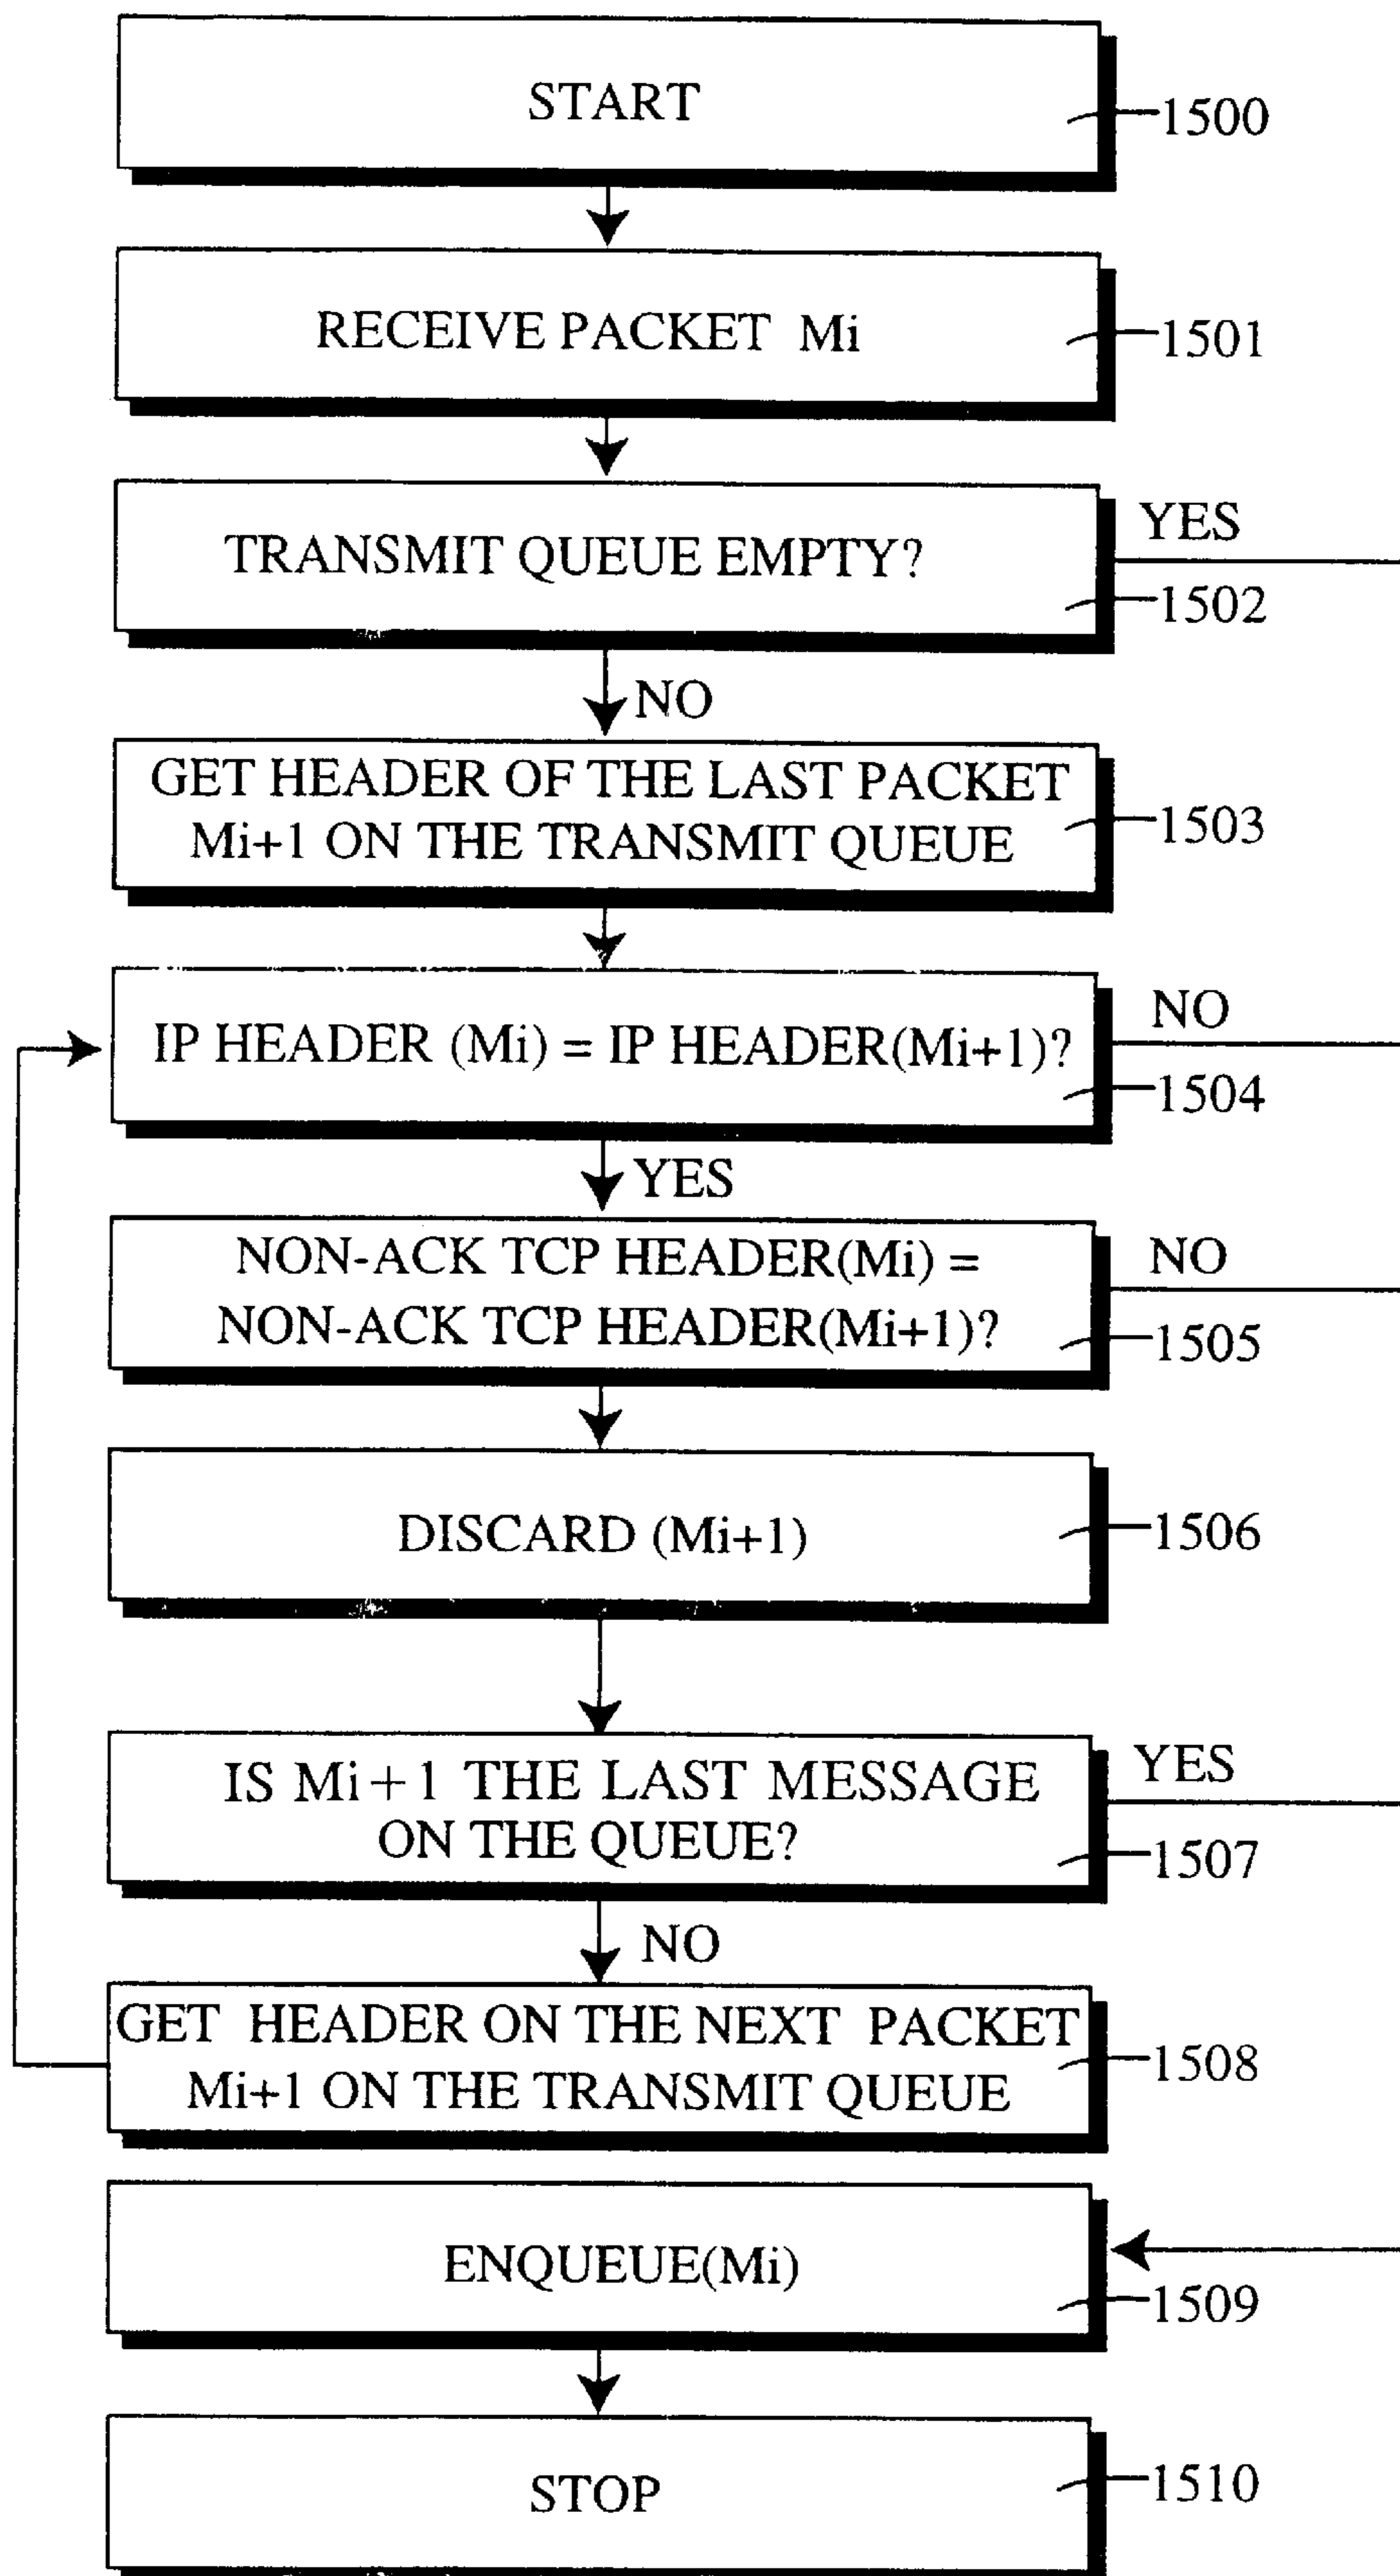 START
1500
RECEIVE PACKET Mi
1501
TRANSMIT QUEUE EMPTY?
YES
1502
NO
GET HEADER OF THE LAST PACKET
Mi+1 ON THE TRANSMIT QUEUE
1503
IP HEADER (Mi) = IP HEADER(Mi+1)?
NO
1504
YES
NON-ACK TCP HEADER(Mi) =
NON-ACK TCP HEADER(Mi+1)?
NO
1505
DISCARD (Mi+1)
1506
IS Mi+1 THE LAST MESSAGE
ON THE QUEUE?
YES
1507
NO
GET HEADER ON THE NEXT PACKET
Mi+1 ON THE TRANSMIT QUEUE
1508
ENQUEUE(Mi)
1509
STOP
1510